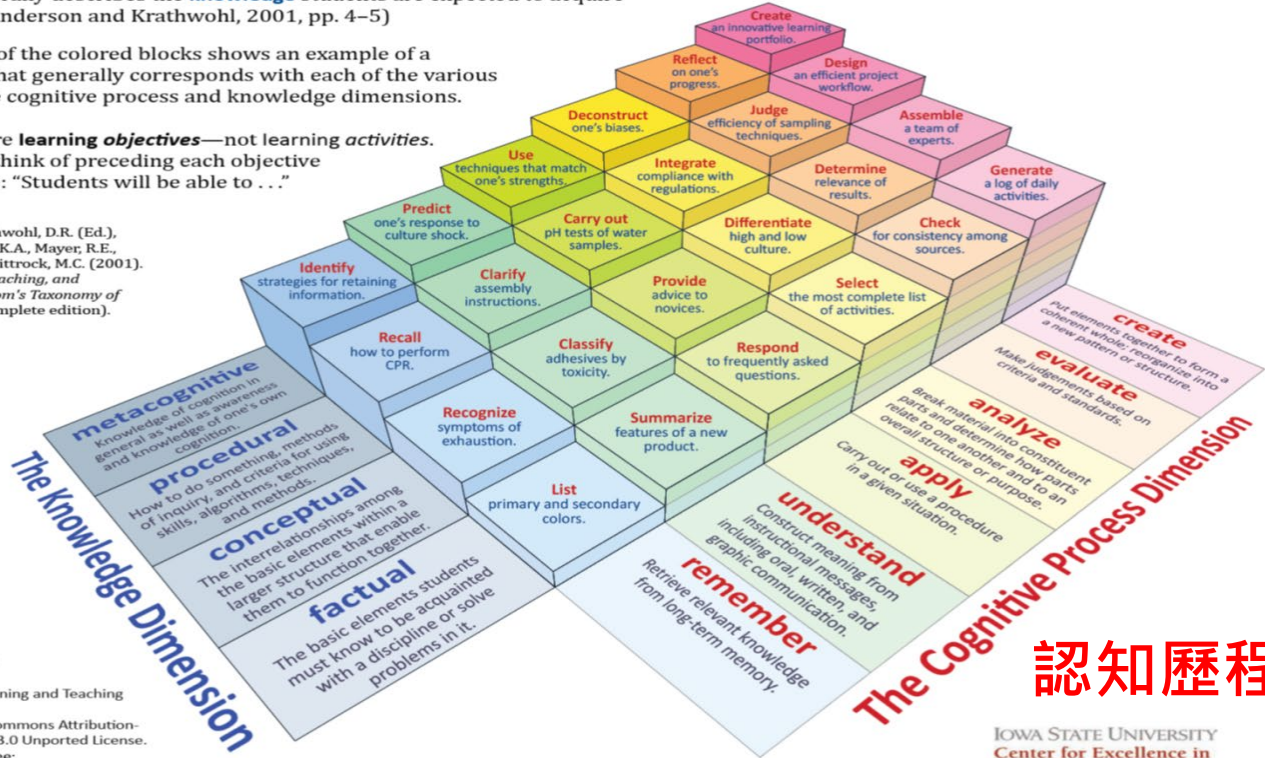 nderson and Krathwohl, 2001, pp. 4–5)
of the colored blocks shows an example of a
hat generally corresponds with each of the various
cognitive process and knowledge dimensions.
re learning objectives—not learning activities.
hink of preceding each objective
: “Students will be able to . . .”
wohl, D.R. (Ed.),
K.A., Mayer, R.E.,
ittrock, M.C. (2001).
aching, and
om's Taxonomy of
mplete edition).
Create
an innovative learning
portfolio.
Reflect
on one's
progress.
Design
an efficient project
workflow.
Deconstruct
one's biases.
Judge
efficiency of sampling
techniques.
Assemble
a team of
experts.
Use
techniques that match
one's strengths.
Integrate
compliance with
regulations.
Determine
relevance of
results.
Generate
a log of daily
activities.
Predict
one's response to
culture shock.
Carry out
pH tests of water
samples.
Differentiate
high and low
culture.
Check
for consistency among
sources.
Identify
strategies for retaining
information.
Clarify
assembly
instructions.
Provide
advice to
novices.
Select
the most complete list
of activities.
Recall
how to perform
CPR.
Classify
adhesives by
toxicity.
Respond
to frequently asked
questions.
Recognize
symptoms of
exhaustion.
Summarize
features of a new
product.
List
primary and secondary
colors.
metacognitive
Knowledge of cognition in
general as well as awareness
and knowledge of one's own
cognition.
procedural
How to do something, methods
of inquiry, and criteria for using
skills, algorithms, techniques,
and methods.
conceptual
The interrelationships among
the basic elements within a
larger structure that enable
them to function together.
factual
The basic elements students
must know to be acquainted
with a discipline or solve
problems in it.
The Knowledge Dimension
create
Put elements together to form a
coherent whole; reorganize into
a new pattern or structure.
evaluate
Make judgements based on
criteria and standards.
analyze
Break material into constituent
parts and determine how parts
relate to one another and to an
overall structure or purpose.
apply
Carry out or use a procedure
in a given situation.
understand
Construct meaning from
instructional messages,
including oral, written, and
graphic communication.
remember
Retrieve relevant knowledge
from long-term memory.
The Cognitive Process Dimension
認知歷程
ning and Teaching
ommons Attribution-
3.0 Unported License.
IOWA STATE UNIVERSITY
Center for Excellence in